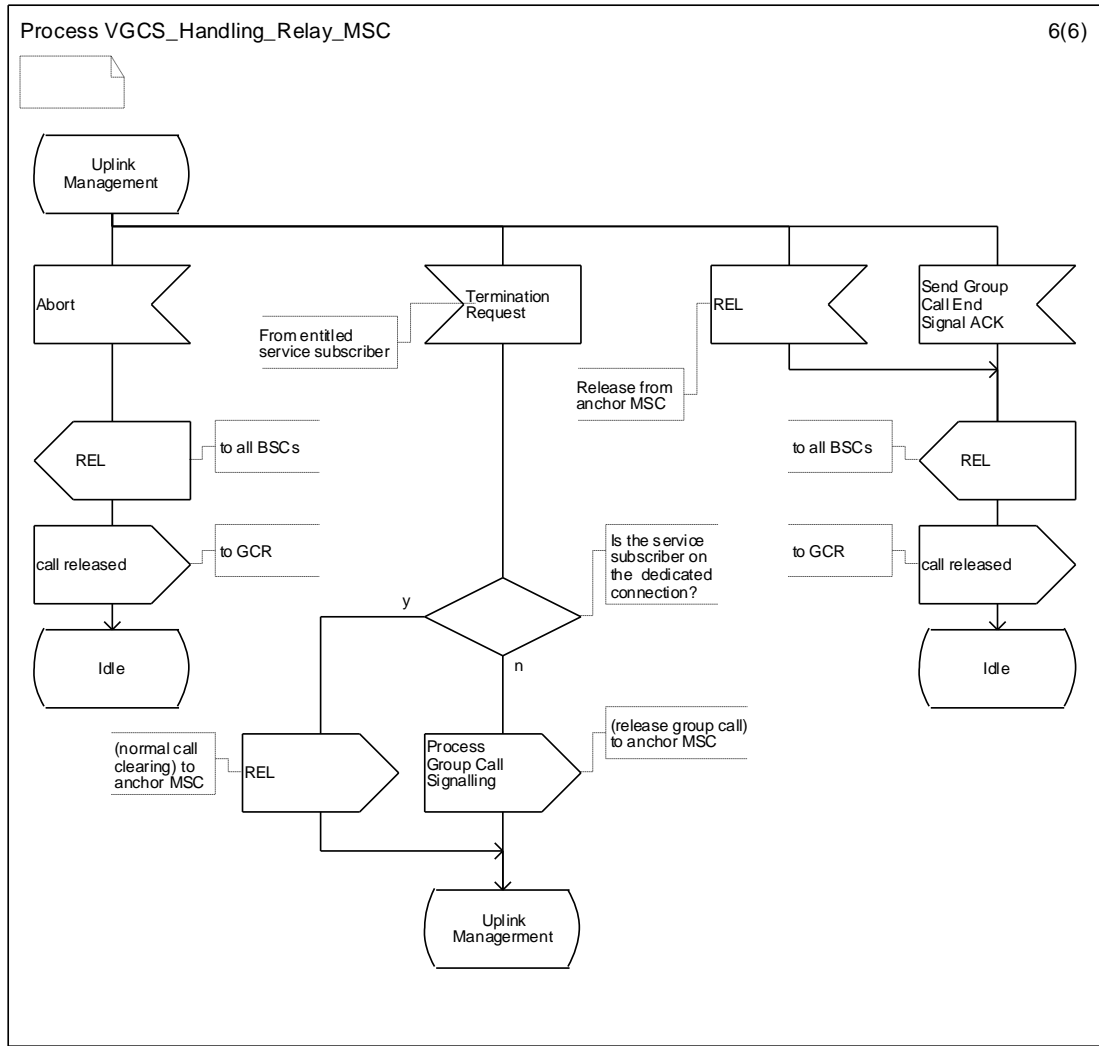 Process VGCS_Handling_Relay_MSC
6(6)
Uplink
Management
Abort
Termination
Request
REL
Send Group
Call End
Signal ACK
From entitled
service subscriber
Release from
anchor MSC
REL
to all BSCs
to all BSCs
REL
call released
to GCR
Is the service
subscriber on
the dedicated
connection?
to GCR
call released
y
n
Idle
Idle
(normal call
clearing) to
anchor MSC
REL
Process
Group Call
Signalling
(release group call)
to anchor MSC
Uplink
Managerment